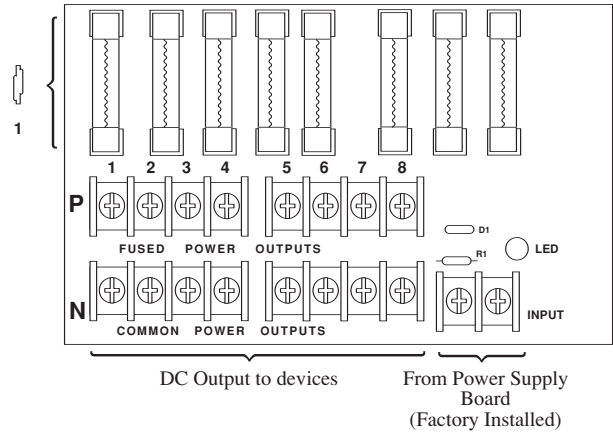 1
1 2 3 4 5 6 7 8
P
D1
FUSED POWER OUTPUTS
R1
LED
N
INPUT
COMMON POWER OUTPUTS
DC Output to devices
From Power Supply
Board
(Factory Installed)